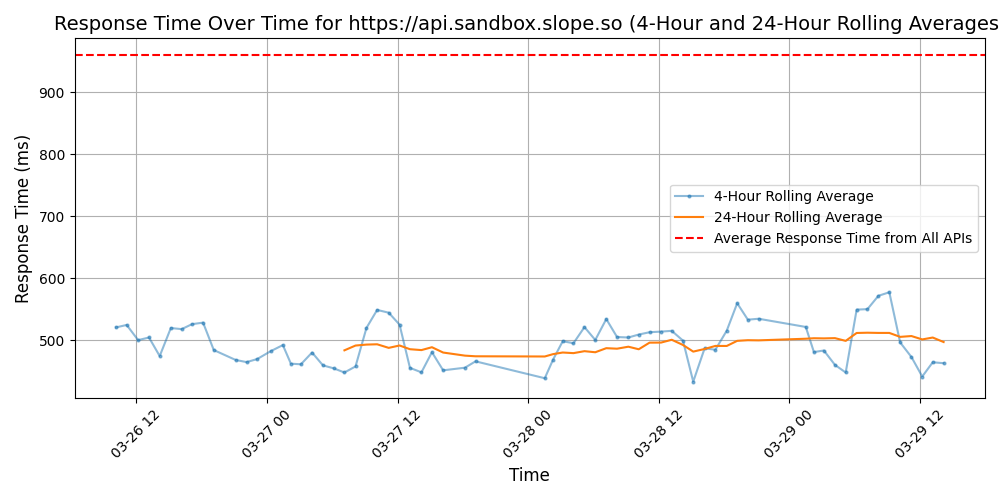 Response Time Over Time for https://api.sandbox.slope.so (4-Hour and 24-Hour Rolling Averages
Response Time (ms)
900
800
700
600
500
4-Hour Rolling Average
24-Hour Rolling Average
Average Response Time from All APIs
03-26 12
03-27 00
03-27 12
03-28 00
03-28 12
03-29 00
03-29 12
Time